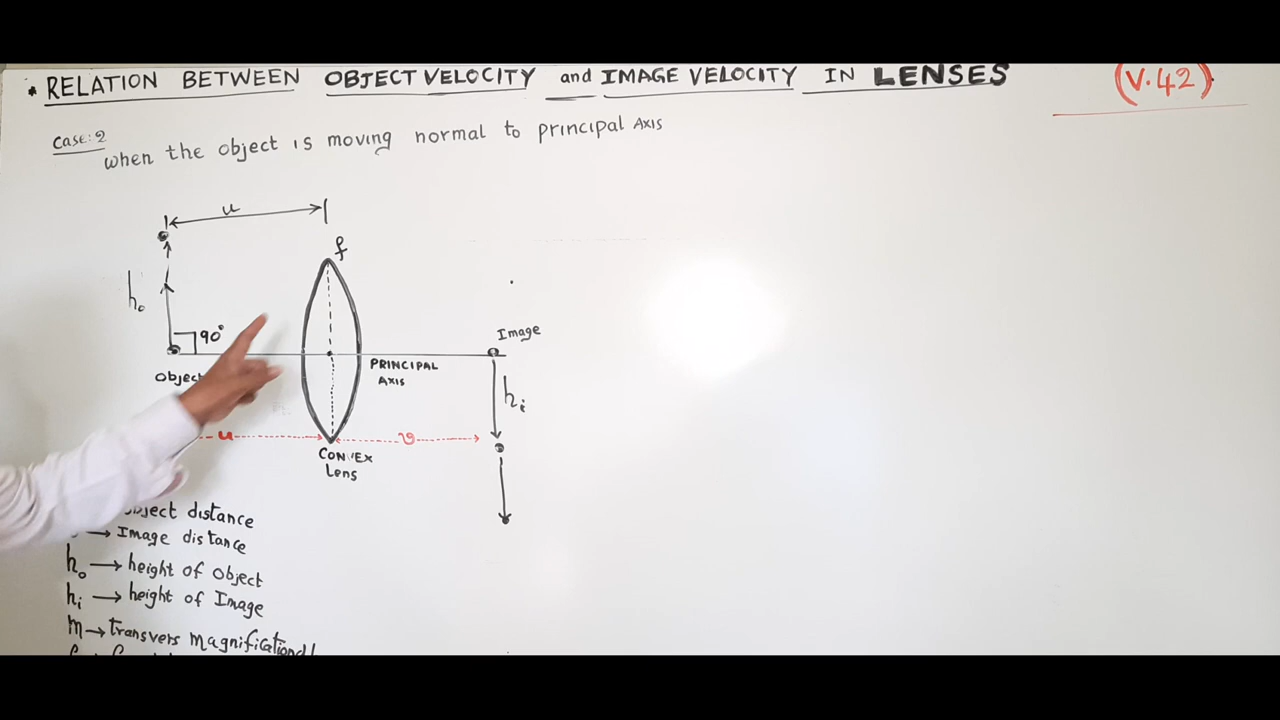 * RELATION BETWEEN OBJECT VELOCITY and IMAGE VELOCITY IN LENSES
(V.42)
Case:2
when the object is moving normal to principal Axis
u
f
h₀
90°
Image
PRINCIPAL
AXIS
hᵢ
u
v
CONVEX
Lens
object distance
→ Image distance
h₀ → height of object
hᵢ → height of Image
m → transvers magnification